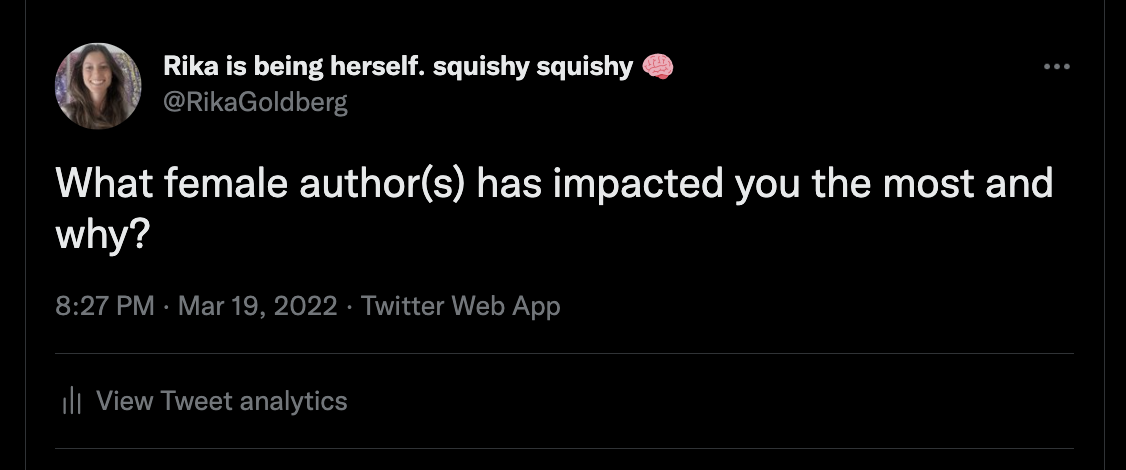 Rika is being herself. squishy squishy 🧠
@RikaGoldberg
What female author(s) has impacted you the most and
why?
8:27 PM · Mar 19, 2022 · Twitter Web App
View Tweet analytics